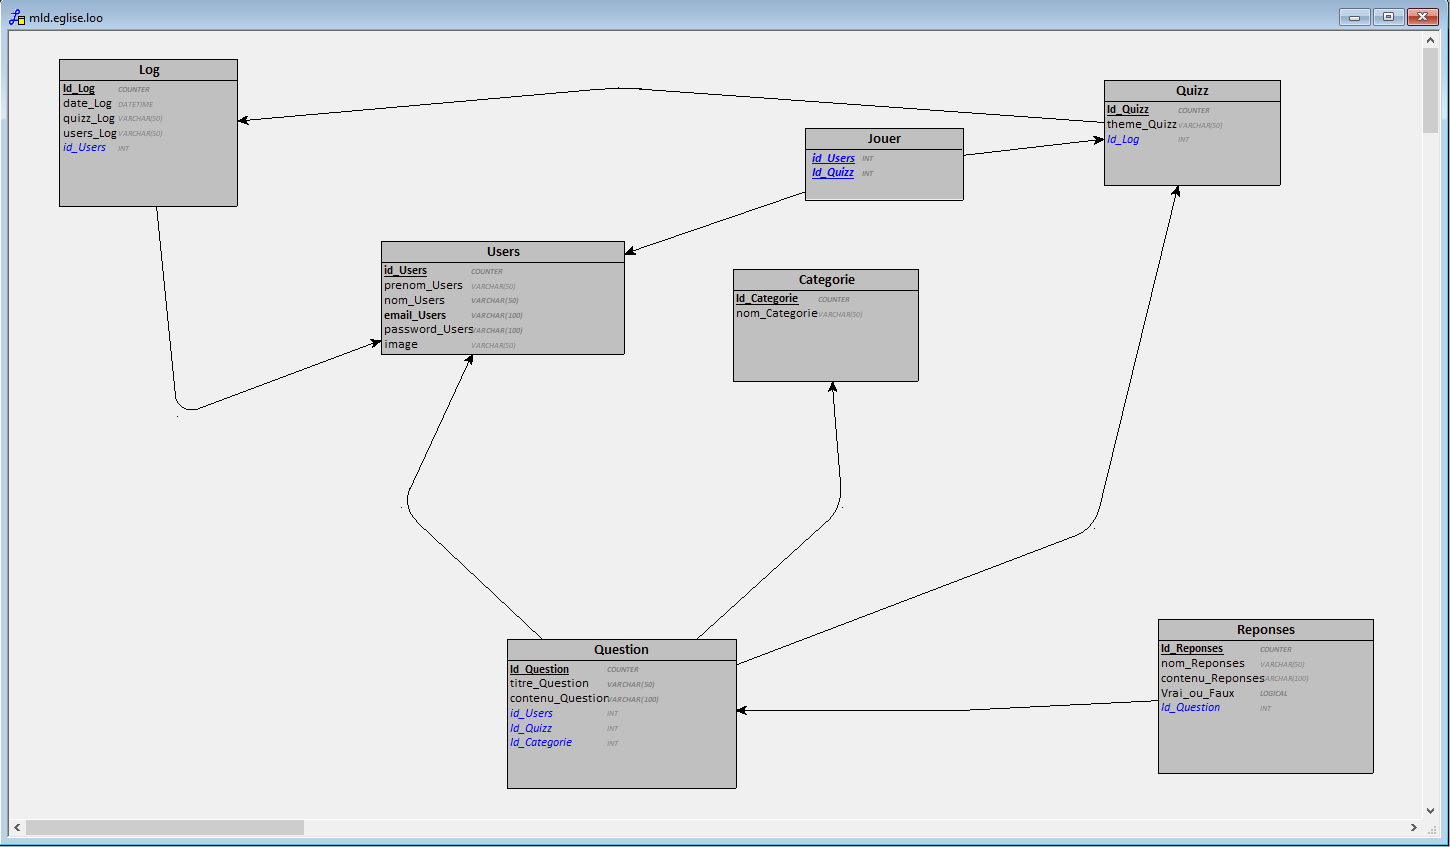 mld.eglise.loo
Log
Id_Log COUNTER
date_Log DATETIME
quizz_Log VARCHAR(50)
users_Log VARCHAR(50)
id_Users INT
Quizz
Id_Quizz COUNTER
theme_Quizz VARCHAR(50)
Id_Log INT
Jouer
id_Users INT
Id_Quizz INT
Users
id_Users COUNTER
prenom_Users VARCHAR(50)
nom_Users VARCHAR(50)
email_Users VARCHAR(100)
password_Users VARCHAR(100)
image VARCHAR(50)
Categorie
Id_Categorie COUNTER
nom_Categorie VARCHAR(50)
Question
Id_Question COUNTER
titre_Question VARCHAR(50)
contenu_Question VARCHAR(100)
id_Users INT
Id_Quizz INT
Id_Categorie INT
Reponses
Id_Reponses COUNTER
nom_Reponses VARCHAR(50)
contenu_Reponses VARCHAR(100)
Vrai_ou_Faux LOGICAL
Id_Question INT